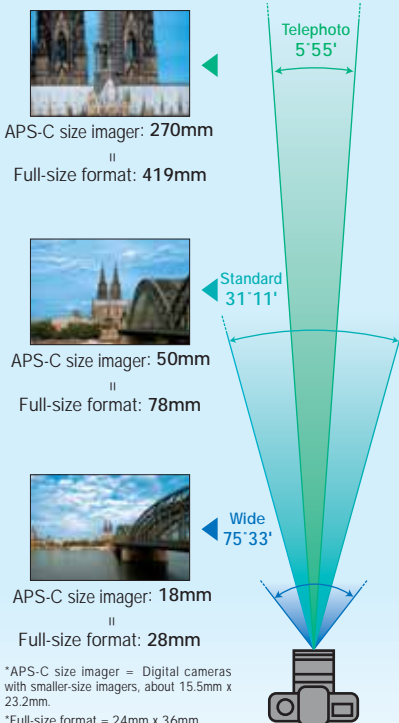 Telephoto
5˚55'
APS-C size imager: 270mm
=
Full-size format: 419mm
Standard
31˚11'
APS-C size imager: 50mm
=
Full-size format: 78mm
Wide
75˚33'
APS-C size imager: 18mm
=
Full-size format: 28mm
*APS-C size imager = Digital cameras
with smaller-size imagers, about 15.5mm x
23.2mm.
*Full-size format = 24mm x 36mm